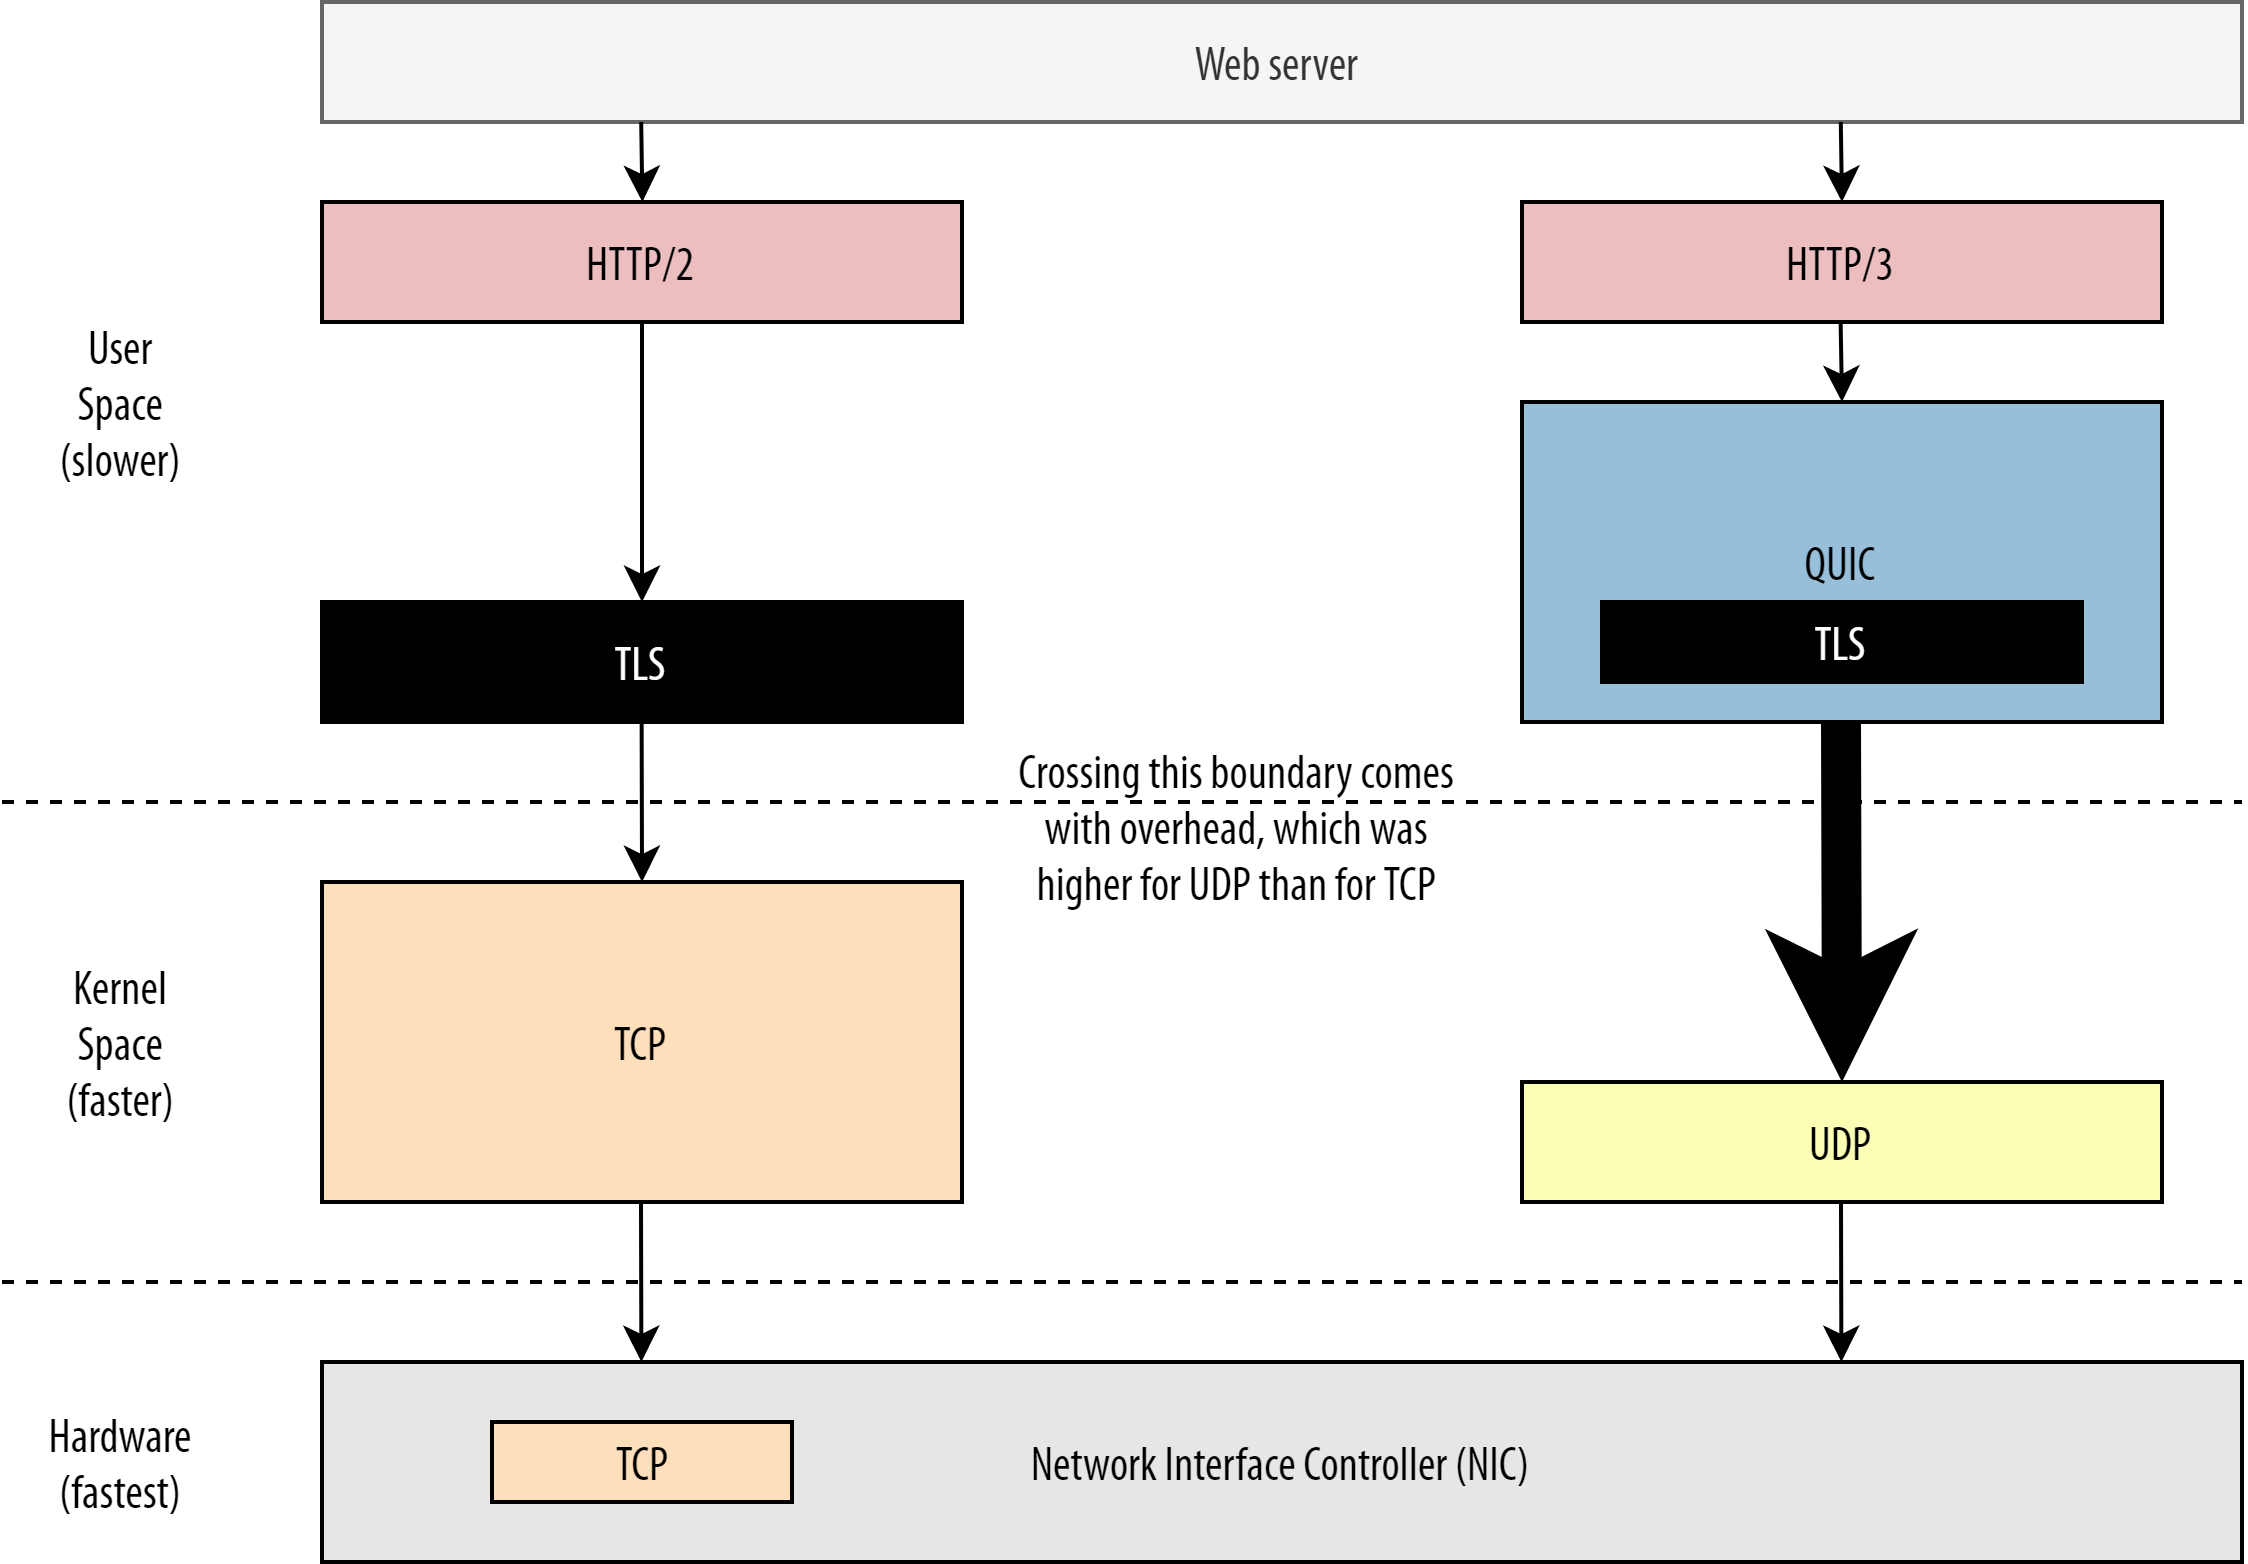 Web server
HTTP/2
HTTP/3
User
Space
(slower)
QUIC
TLS
TLS
Crossing this boundary comes
with overhead, which was
higher for UDP than for TCP
Kernel
Space
(faster)
TCP
UDP
Hardware
(fastest)
TCP
Network Interface Controller (NIC)